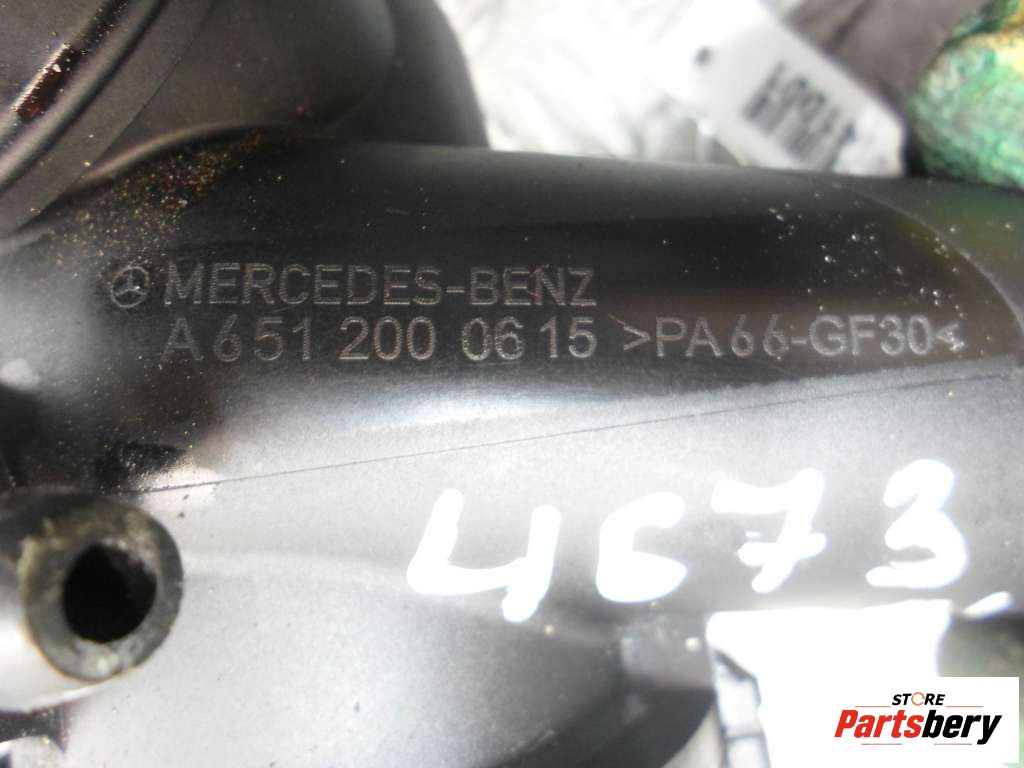 MERCEDES-BENZ
A 651 200 0615 >PA66-GF30<
4673
STORE
Partsbery